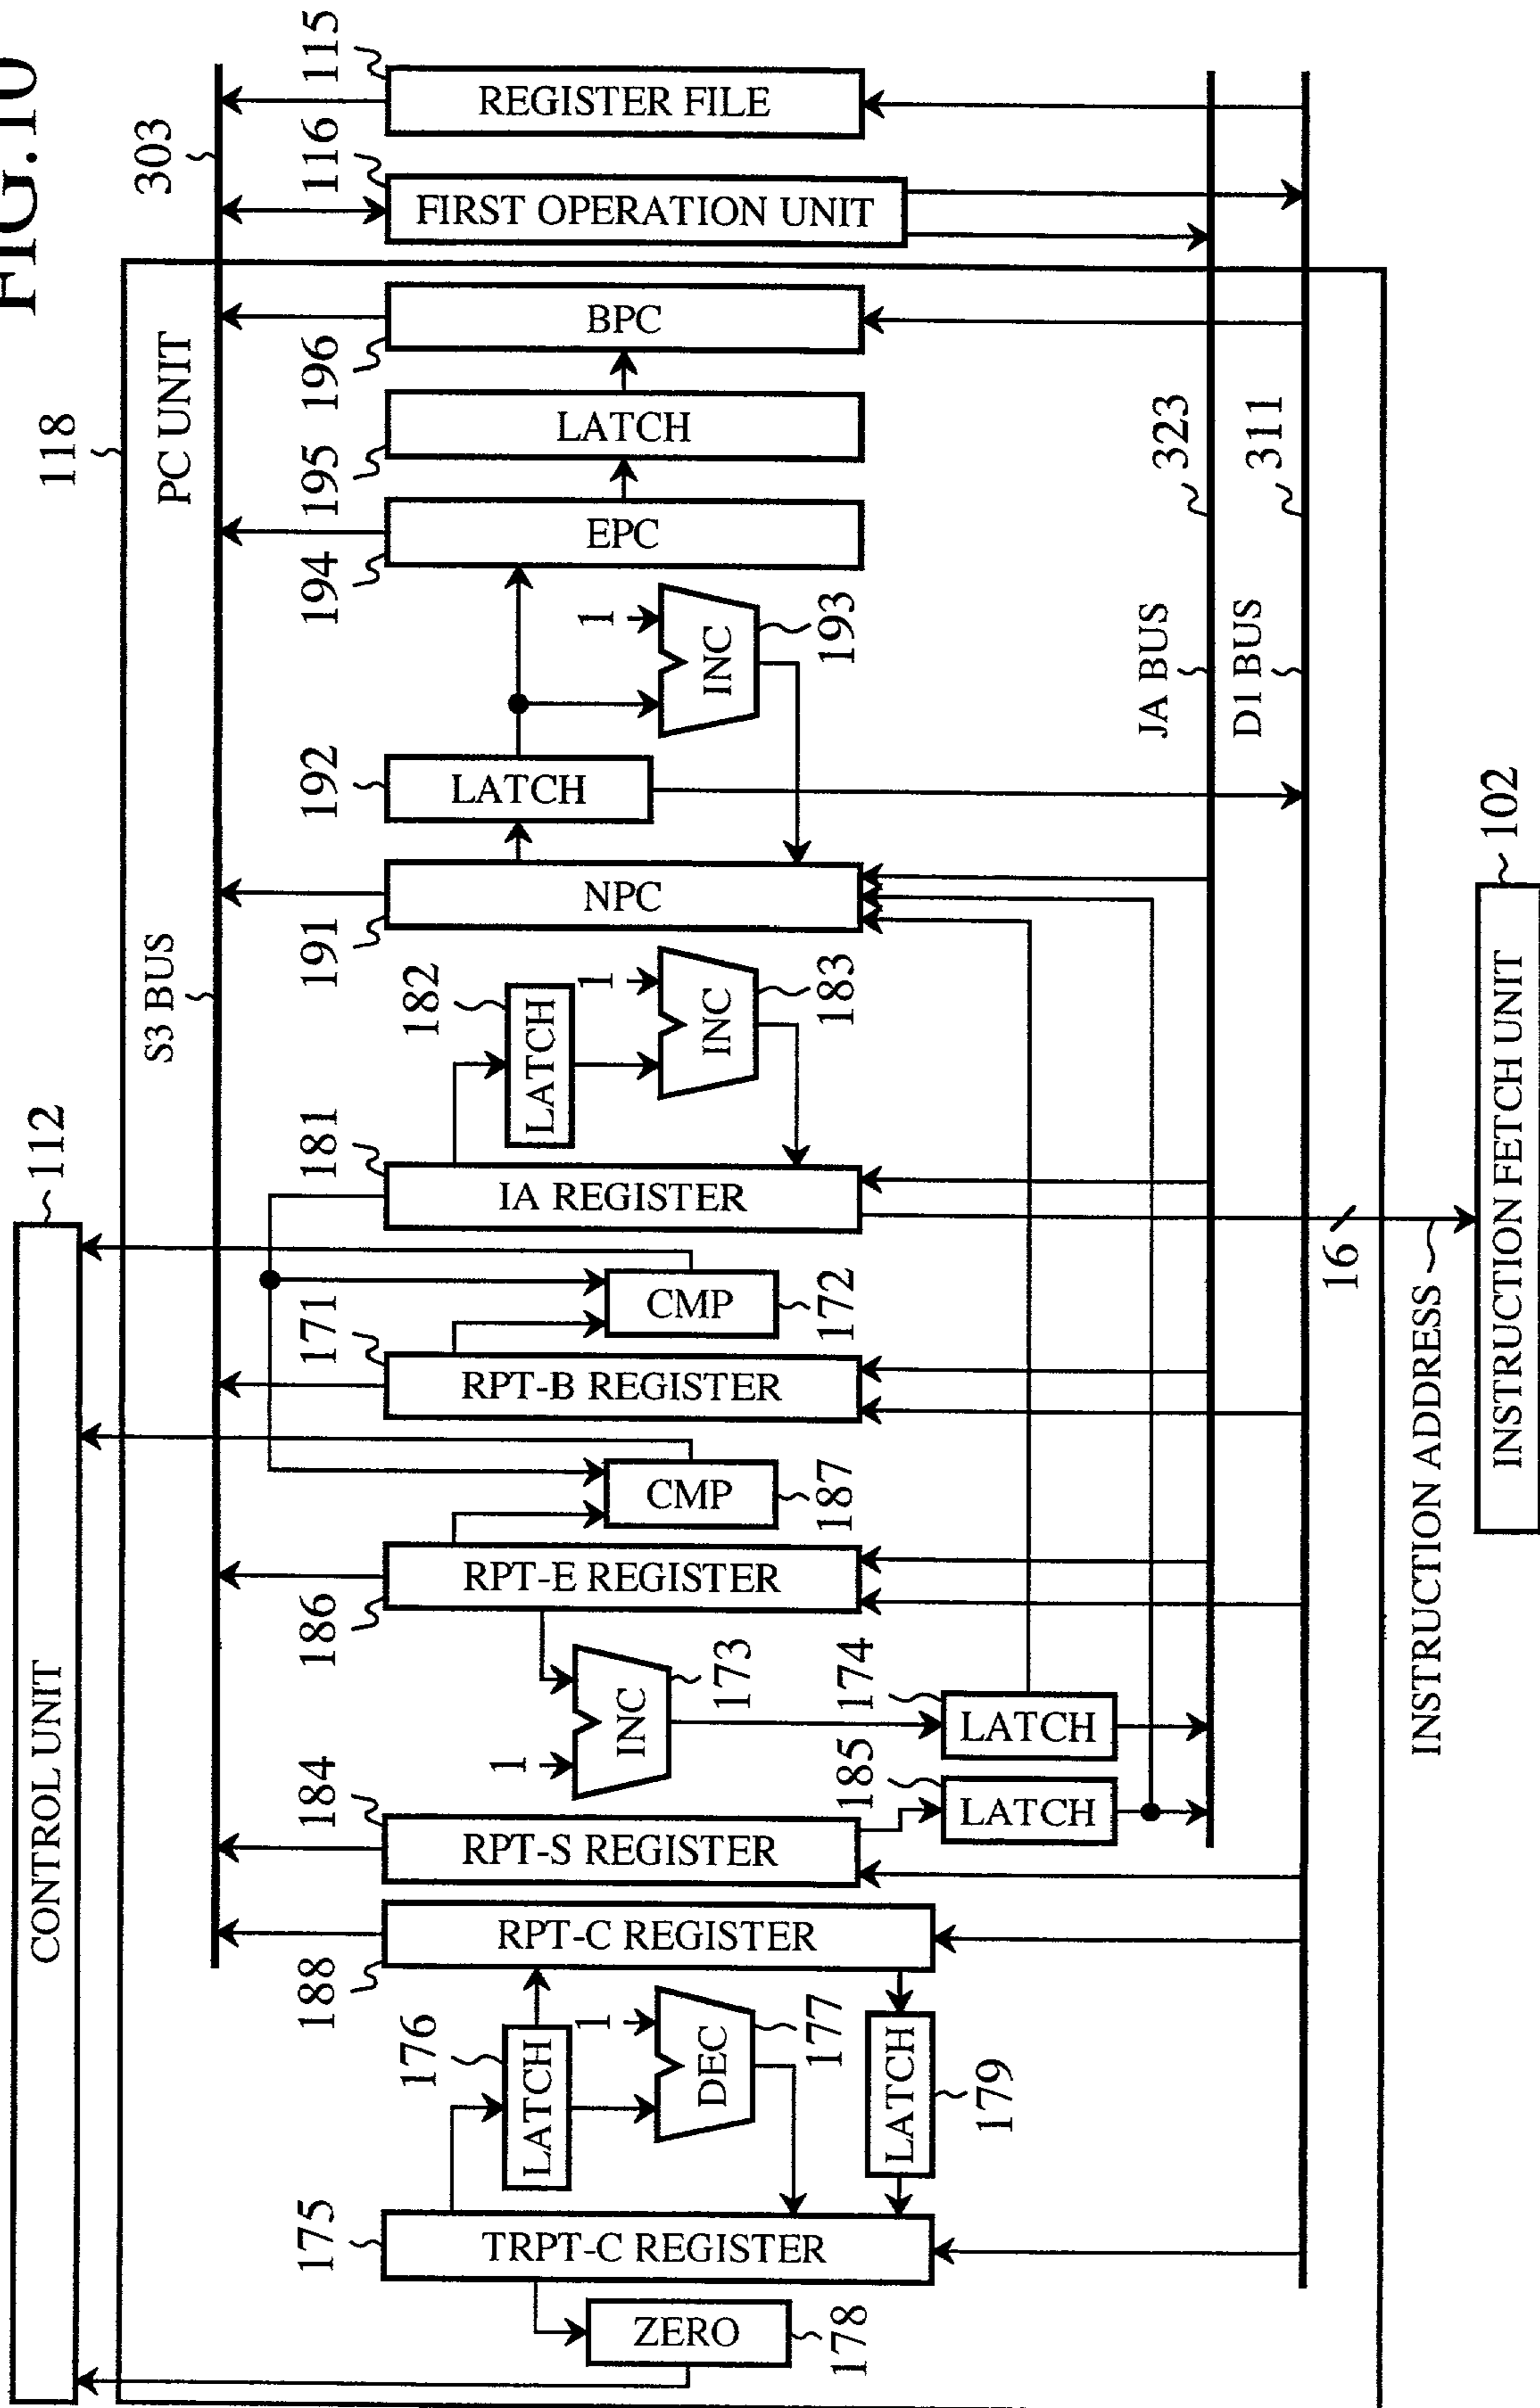 FIG.10
CONTROL UNIT
112
118
PC UNIT
S3 BUS
303
175
TRPT-C REGISTER
ZERO
178
176
LATCH
1
DEC
177
LATCH
179
188
RPT-C REGISTER
184
RPT-S REGISTER
185
LATCH
1
INC
173
174
LATCH
186
RPT-E REGISTER
CMP
187
171
RPT-B REGISTER
CMP
172
181
IA REGISTER
182
LATCH
1
INC
183
191
NPC
192
LATCH
1
INC
193
194
EPC
195
LATCH
196
BPC
116
FIRST OPERATION UNIT
115
REGISTER FILE
JA BUS
323
D1 BUS
311
16
INSTRUCTION ADDRESS
INSTRUCTION FETCH UNIT
102